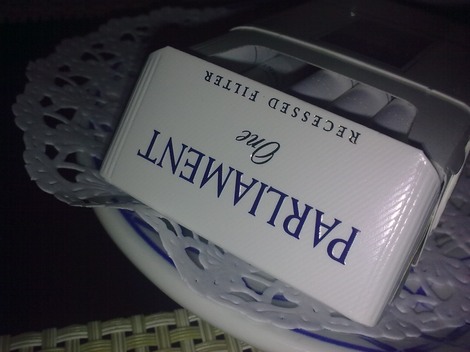 PARLIAMENT
One
RECESSED FILTER